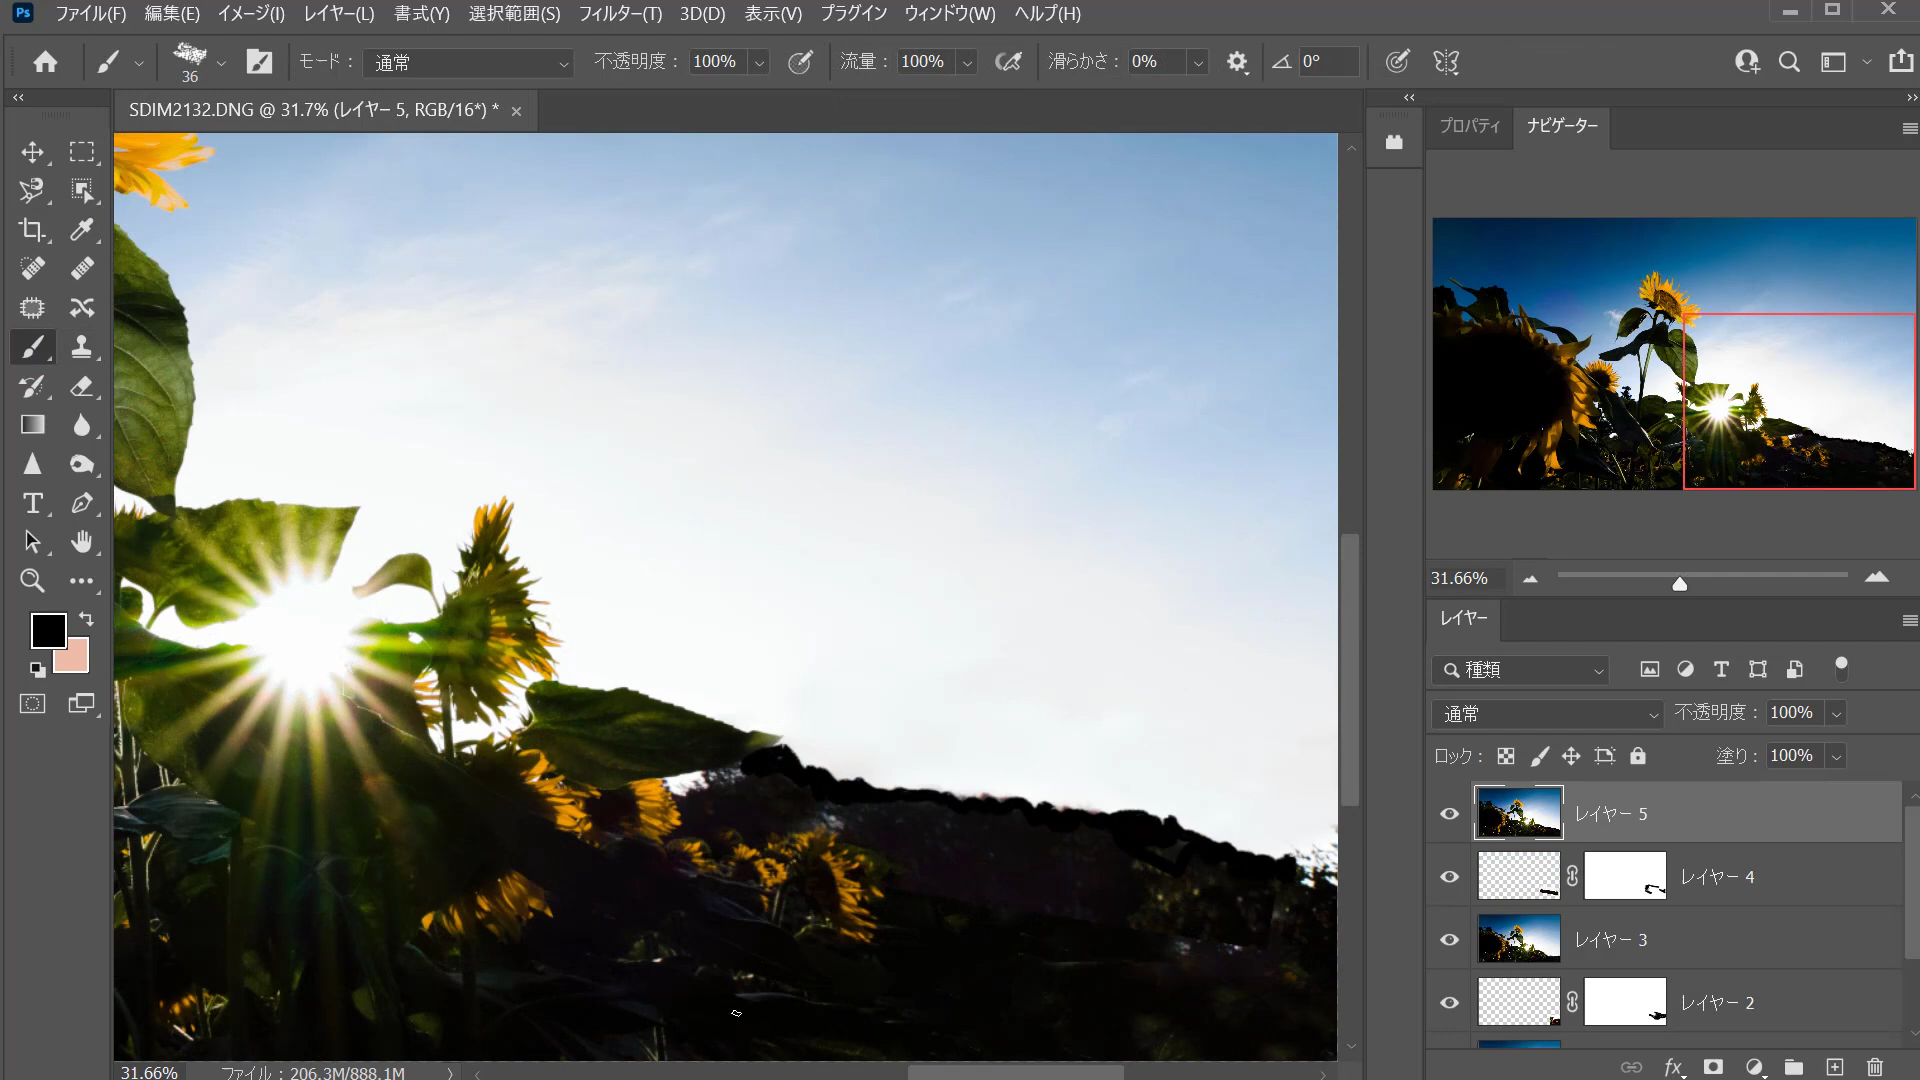 Ps ファイル(F) 編集(E) イメージ(I) レイヤー(L) 書式(Y) 選択範囲(S) フィルター(T) 3D(D) 表示(V) プラグイン ウィンドウ(W) ヘルプ(H)
36 モード: 通常 不透明度: 100% 流量: 100% 滑らかさ: 0% 0°
SDIM2132.DNG @ 31.7% (レイヤー 5, RGB/16*) *
プロパティ ナビゲーター
31.66%
レイヤー
種類
通常 不透明度: 100%
ロック: 塗り: 100%
レイヤー 5
レイヤー 4
レイヤー 3
レイヤー 2
31.66% ファイル: 206.3M/888.1M
fx